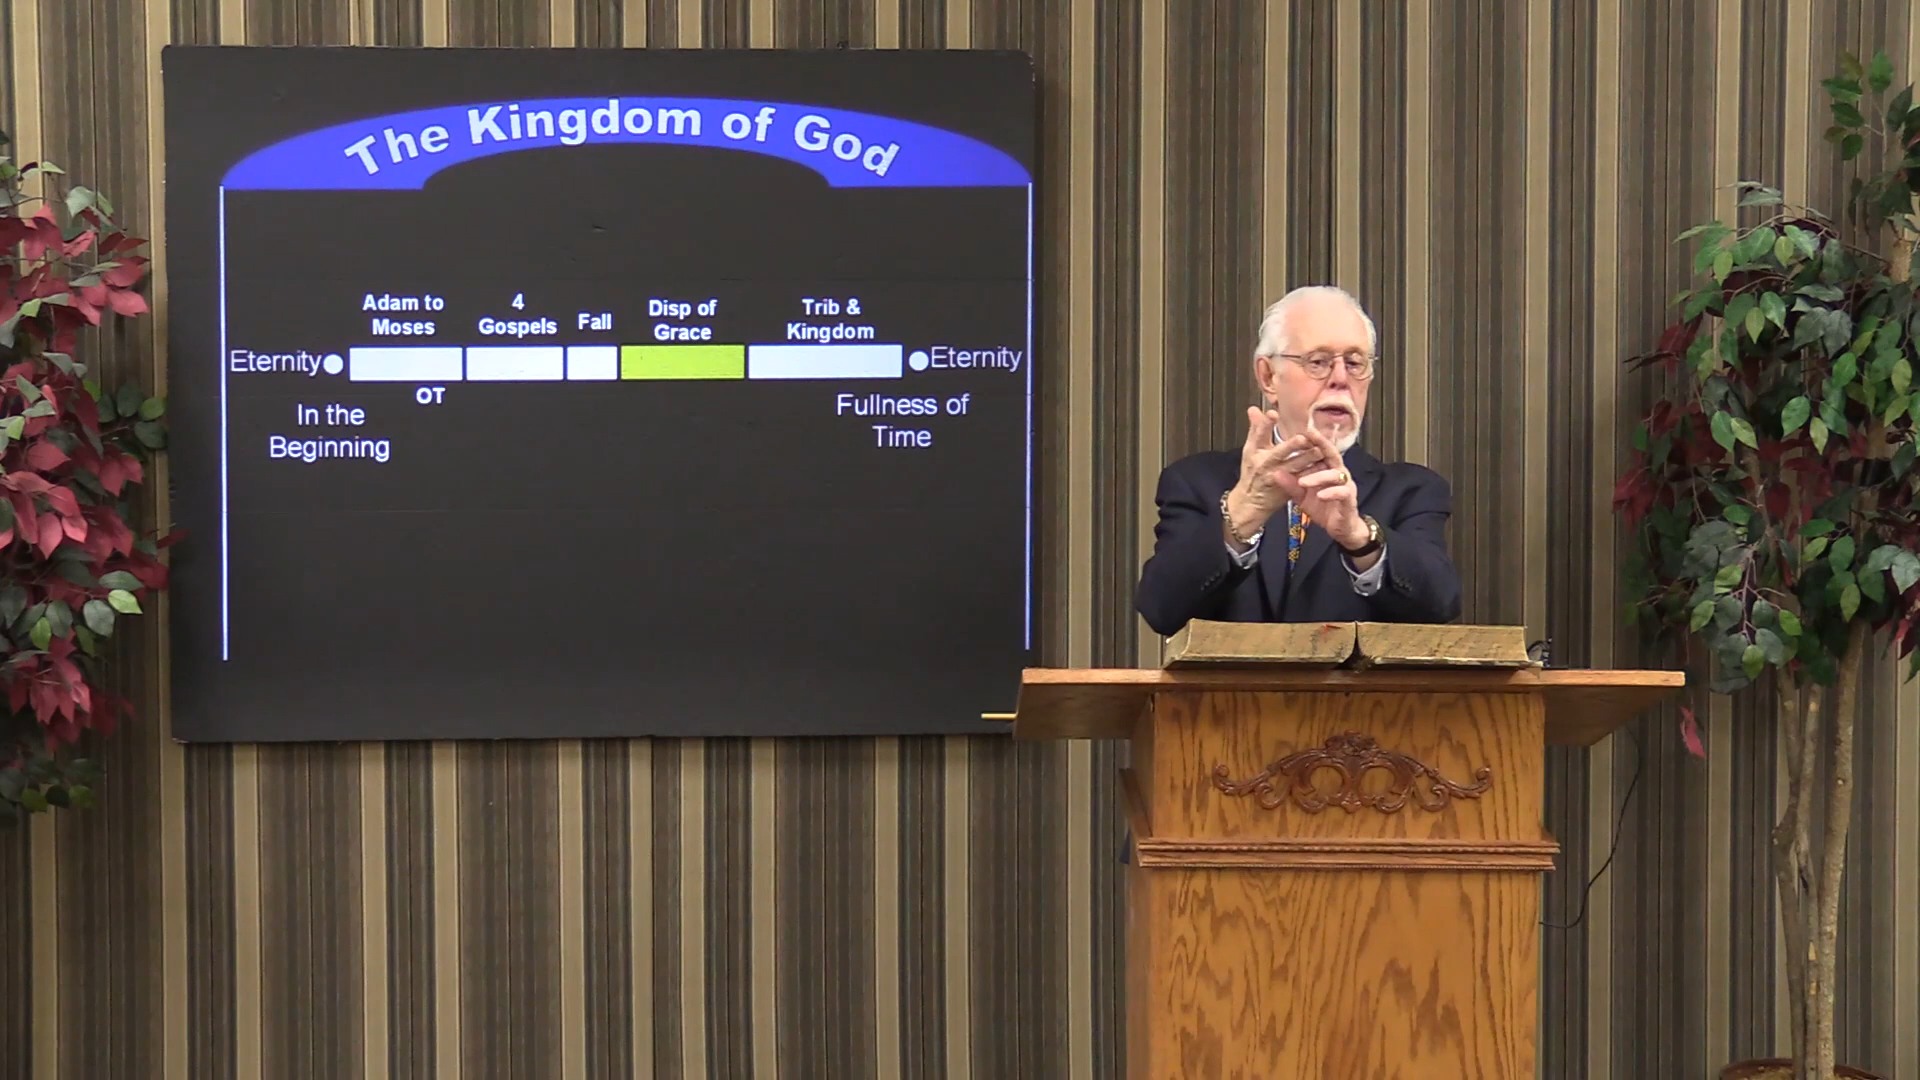 The Kingdom of God
Adam to
Moses
4
Gospels
Fall
Disp of
Grace
Trib &
Kingdom
Eternity
Eternity
OT
In the
Beginning
Fullness of
Time